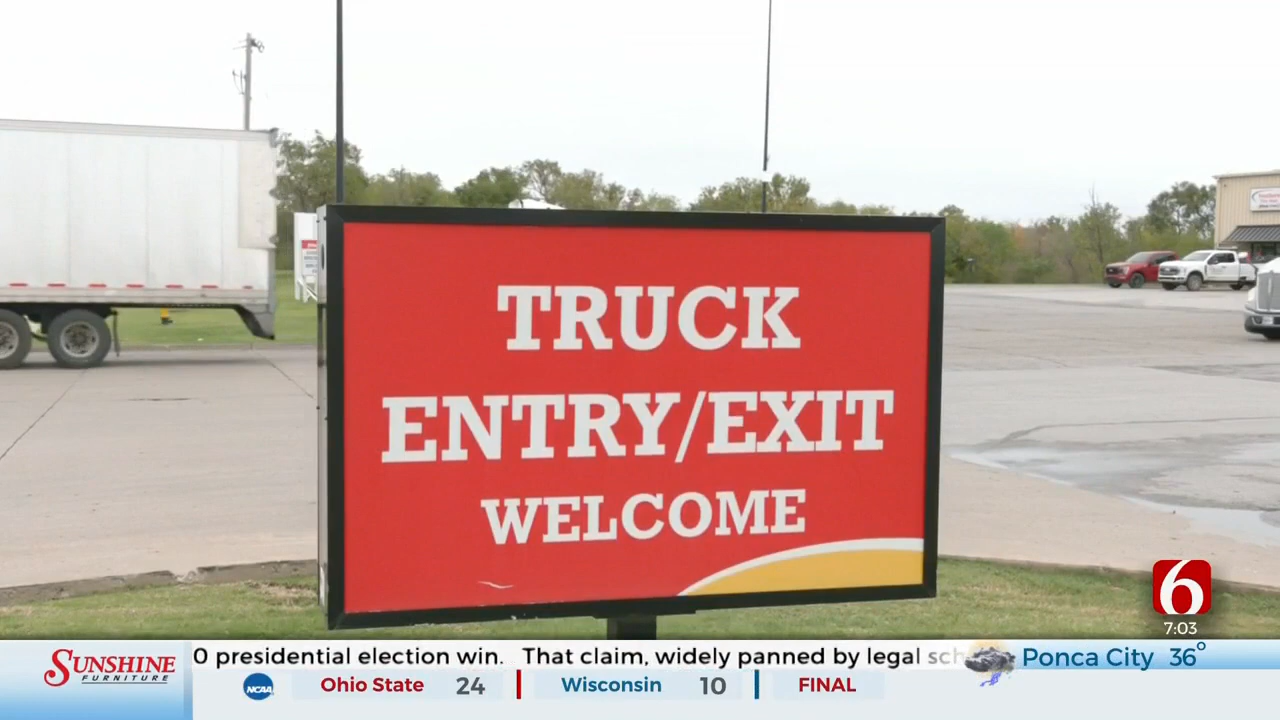 TRUCK
ENTRY/EXIT
WELCOME
6
7:03
SUNSHINE
FURNITURE
0 presidential election win. That claim, widely panned by legal sch
Ponca City 36°
NCAA Ohio State 24 Wisconsin 10 FINAL